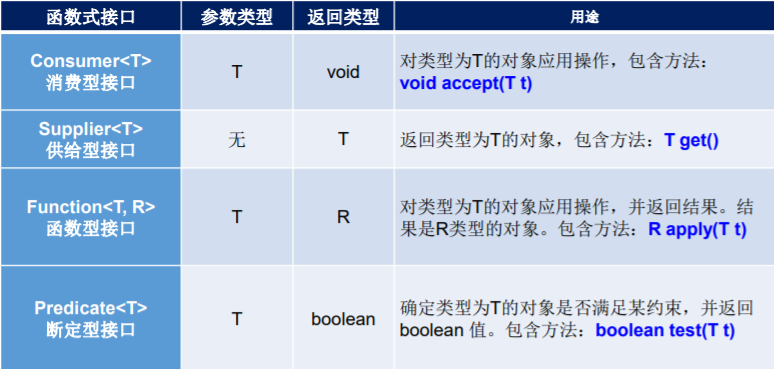 函数式接口 参数类型 返回类型 用途
Consumer<T>
消费型接口
T
void
对类型为T的对象应用操作，包含方法：
void accept(T t)
Supplier<T>
供给型接口
无
T
返回类型为T的对象，包含方法：T get()
Function<T, R>
函数型接口
T
R
对类型为T的对象应用操作，并返回结果。结
果是R类型的对象。包含方法：R apply(T t)
Predicate<T>
断定型接口
T
boolean
确定类型为T的对象是否满足某约束，并返回
boolean 值。包含方法：boolean test(T t)